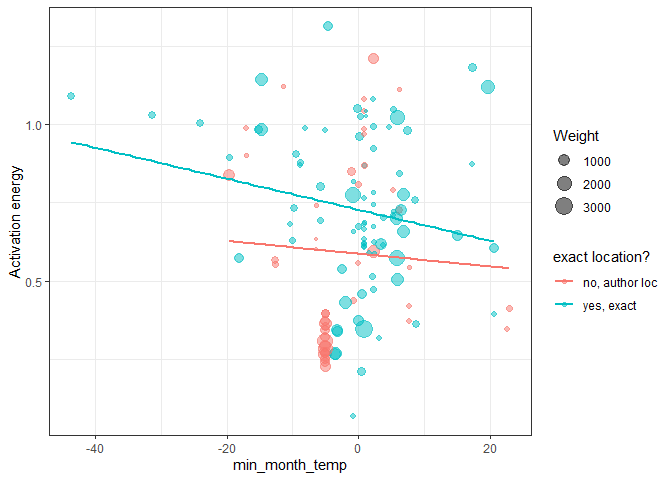 1.0
0.5
Activation energy
-40
-20
0
20
min_month_temp
Weight
1000
2000
3000
exact location?
no, author loc
yes, exact